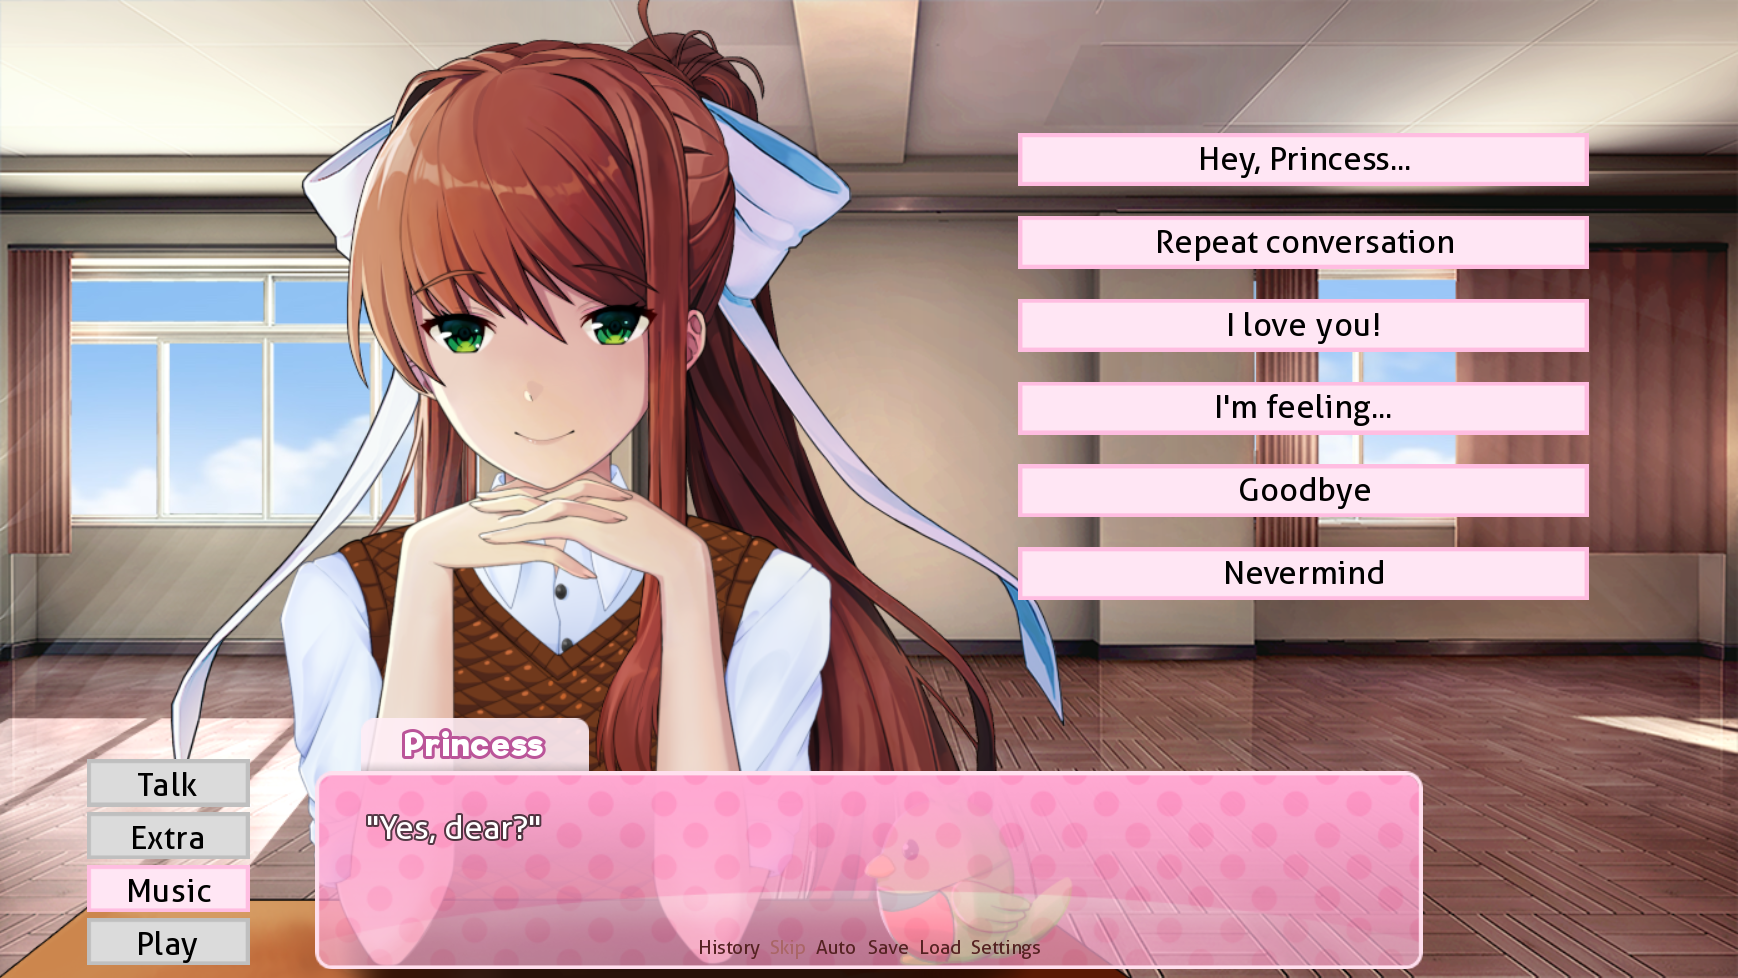 Hey, Princess...
Repeat conversation
I love you!
I'm feeling...
Goodbye
Nevermind
Princess
"Yes, dear?"
Talk
Extra
Music
Play
History Skip Auto Save Load Settings